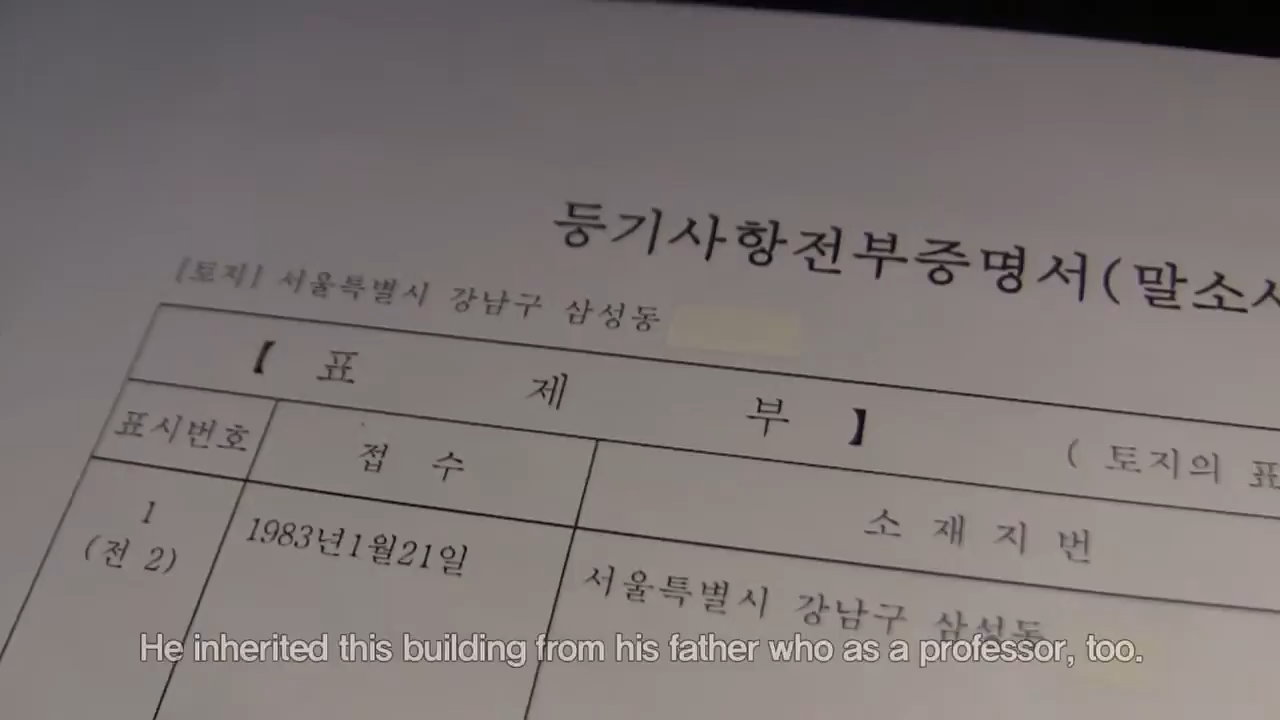 등기사항전부증명서(말소사
[토지] 서울특별시 강남구 삼성동
【 표 제 부 】 ( 토지의 표
표시번호 접 수 소 재 지 번
1 1983년1월21일 서울특별시 강남구 삼성동
(전 2)
He inherited this building from his father who as a professor, too.